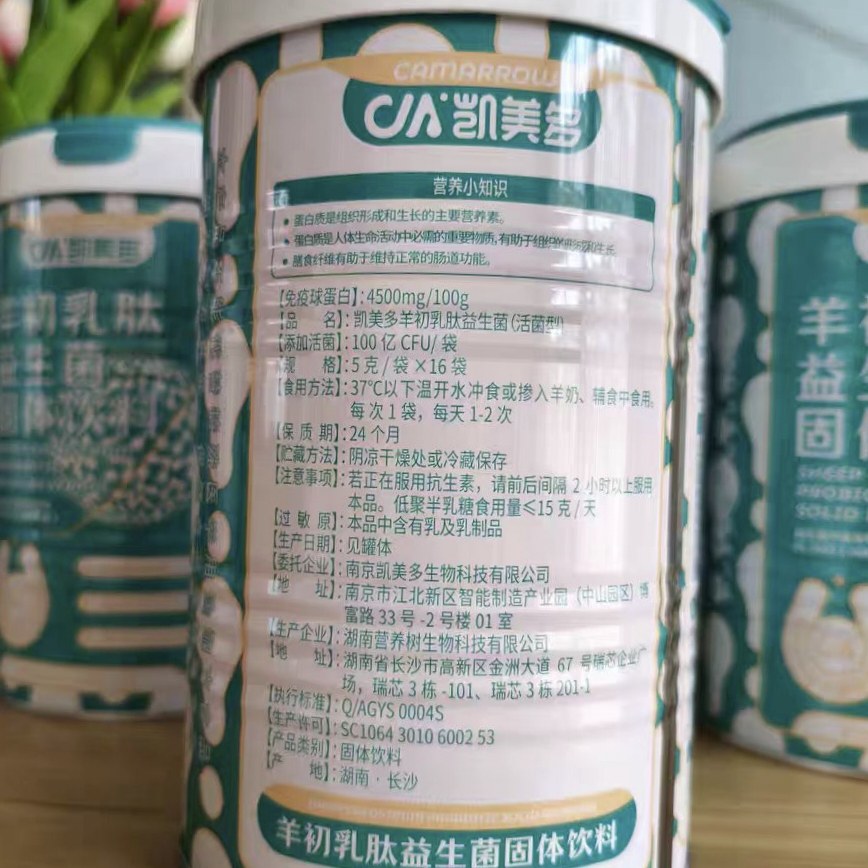 CAMARROW
CA 凯美多
营养小知识
● 蛋白质是组织形成和生长的主要营养素。
● 蛋白质是人体生命活动中必需的重要物质,有助于组织的形成和生长
● 膳食纤维有助于维持正常的肠道功能。
【免疫球蛋白】:4500mg/100g
【品 名】:凯美多羊初乳肽益生菌(活菌型)
【添加活菌】:100 亿 CFU/ 袋
【规 格】:5 克 / 袋 ×16 袋
【食用方法】:37℃以下温开水冲食或掺入羊奶、辅食中食用。
每次 1 袋,每天 1-2 次
【保 质 期】:24 个月
【贮藏方法】:阴凉干燥处或冷藏保存
【注意事项】:若正在服用抗生素,请前后间隔 2 小时以上服用
本品。低聚半乳糖食用量≤15 克 / 天
【过 敏 原】:本品中含有乳及乳制品
【生产日期】:见罐体
【委托企业】:南京凯美多生物科技有限公司
【地 址】:南京市江北新区智能制造产业园(中山园区)博
富路 33 号 -2 号楼 01 室
【生产企业】:湖南营养树生物科技有限公司
【地 址】:湖南省长沙市高新区金洲大道 67 号瑞芯企业广
场,瑞芯 3 栋 -101、瑞芯 3 栋 201-1
【执行标准】:Q/AGYS 0004S
【生产许可】:SC1064 3010 6002 53
【产品类别】:固体饮料
【产 地】:湖南 · 长沙
羊初乳肽益生菌固体饮料
CA 凯美多
羊初乳肽
益生菌
羊
益
固
SHEEP
PROBI
SOLID